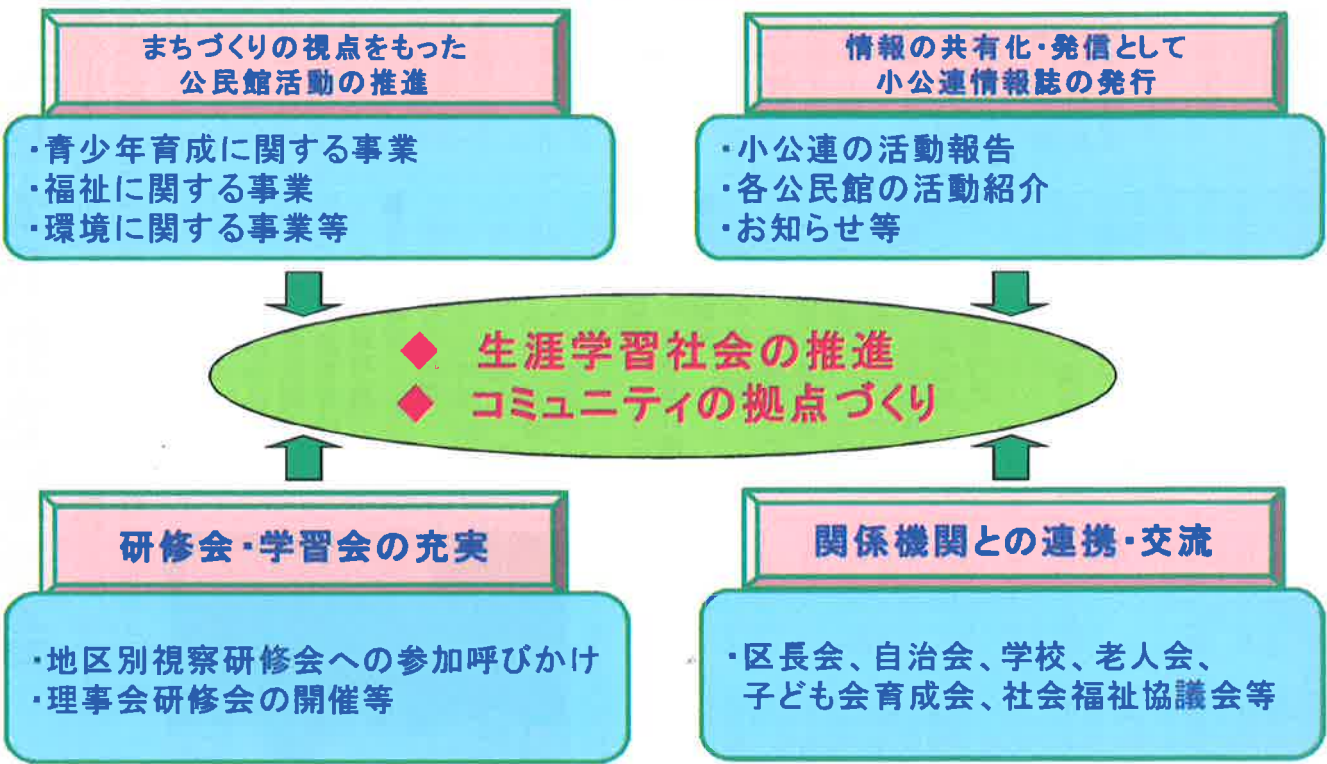 まちづくりの視点をもった
公民館活動の推進
・青少年育成に関する事業
・福祉に関する事業
・環境に関する事業等
情報の共有化・発信として
小公連情報誌の発行
・小公連の活動報告
・各公民館の活動紹介
・お知らせ等
◆ 生涯学習社会の推進
◆ コミュニティの拠点づくり
研修会・学習会の充実
・地区別視察研修会への参加呼びかけ
・理事会研修会の開催等
関係機関との連携・交流
・区長会、自治会、学校、老人会、
子ども会育成会、社会福祉協議会等